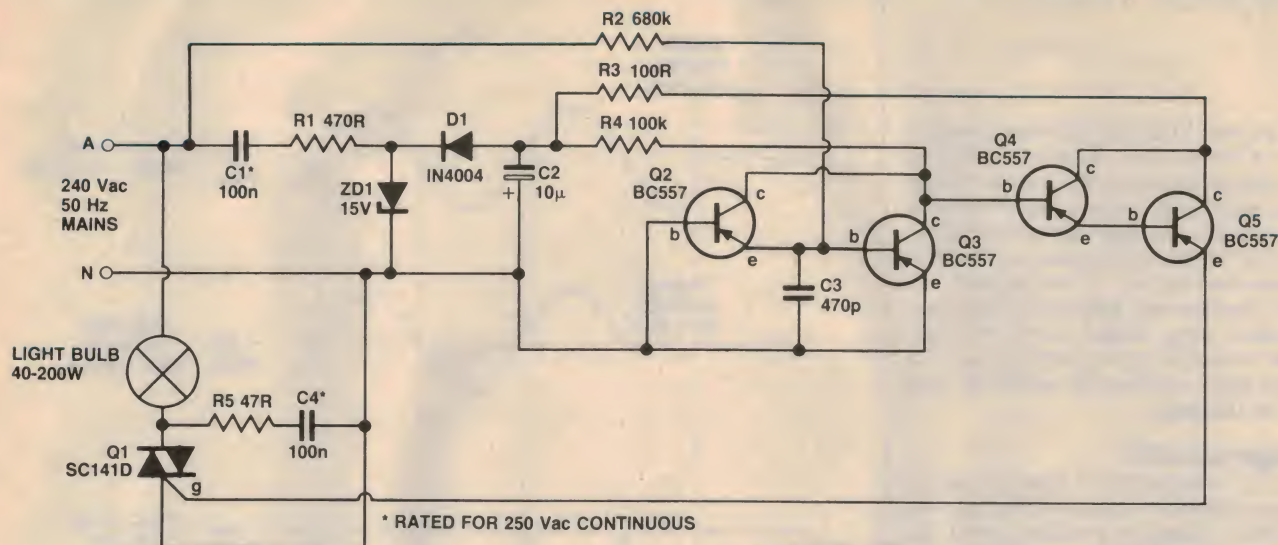 R2 680k
R3 100R
R1 470R
D1
R4 100k
A
C1*
100n
IN4004
C2
10μ
+
240 Vac
50 Hz
MAINS
ZD1
15V
Q2
BC557
c
b
e
Q4
BC557
c
b
e
b
c
e
Q5
BC557
b
c
e
Q3
BC557
N
C3
470p
LIGHT BULB
40-200W
R5 47R
C4*
100n
Q1
SC141D
g
* RATED FOR 250 Vac CONTINUOUS